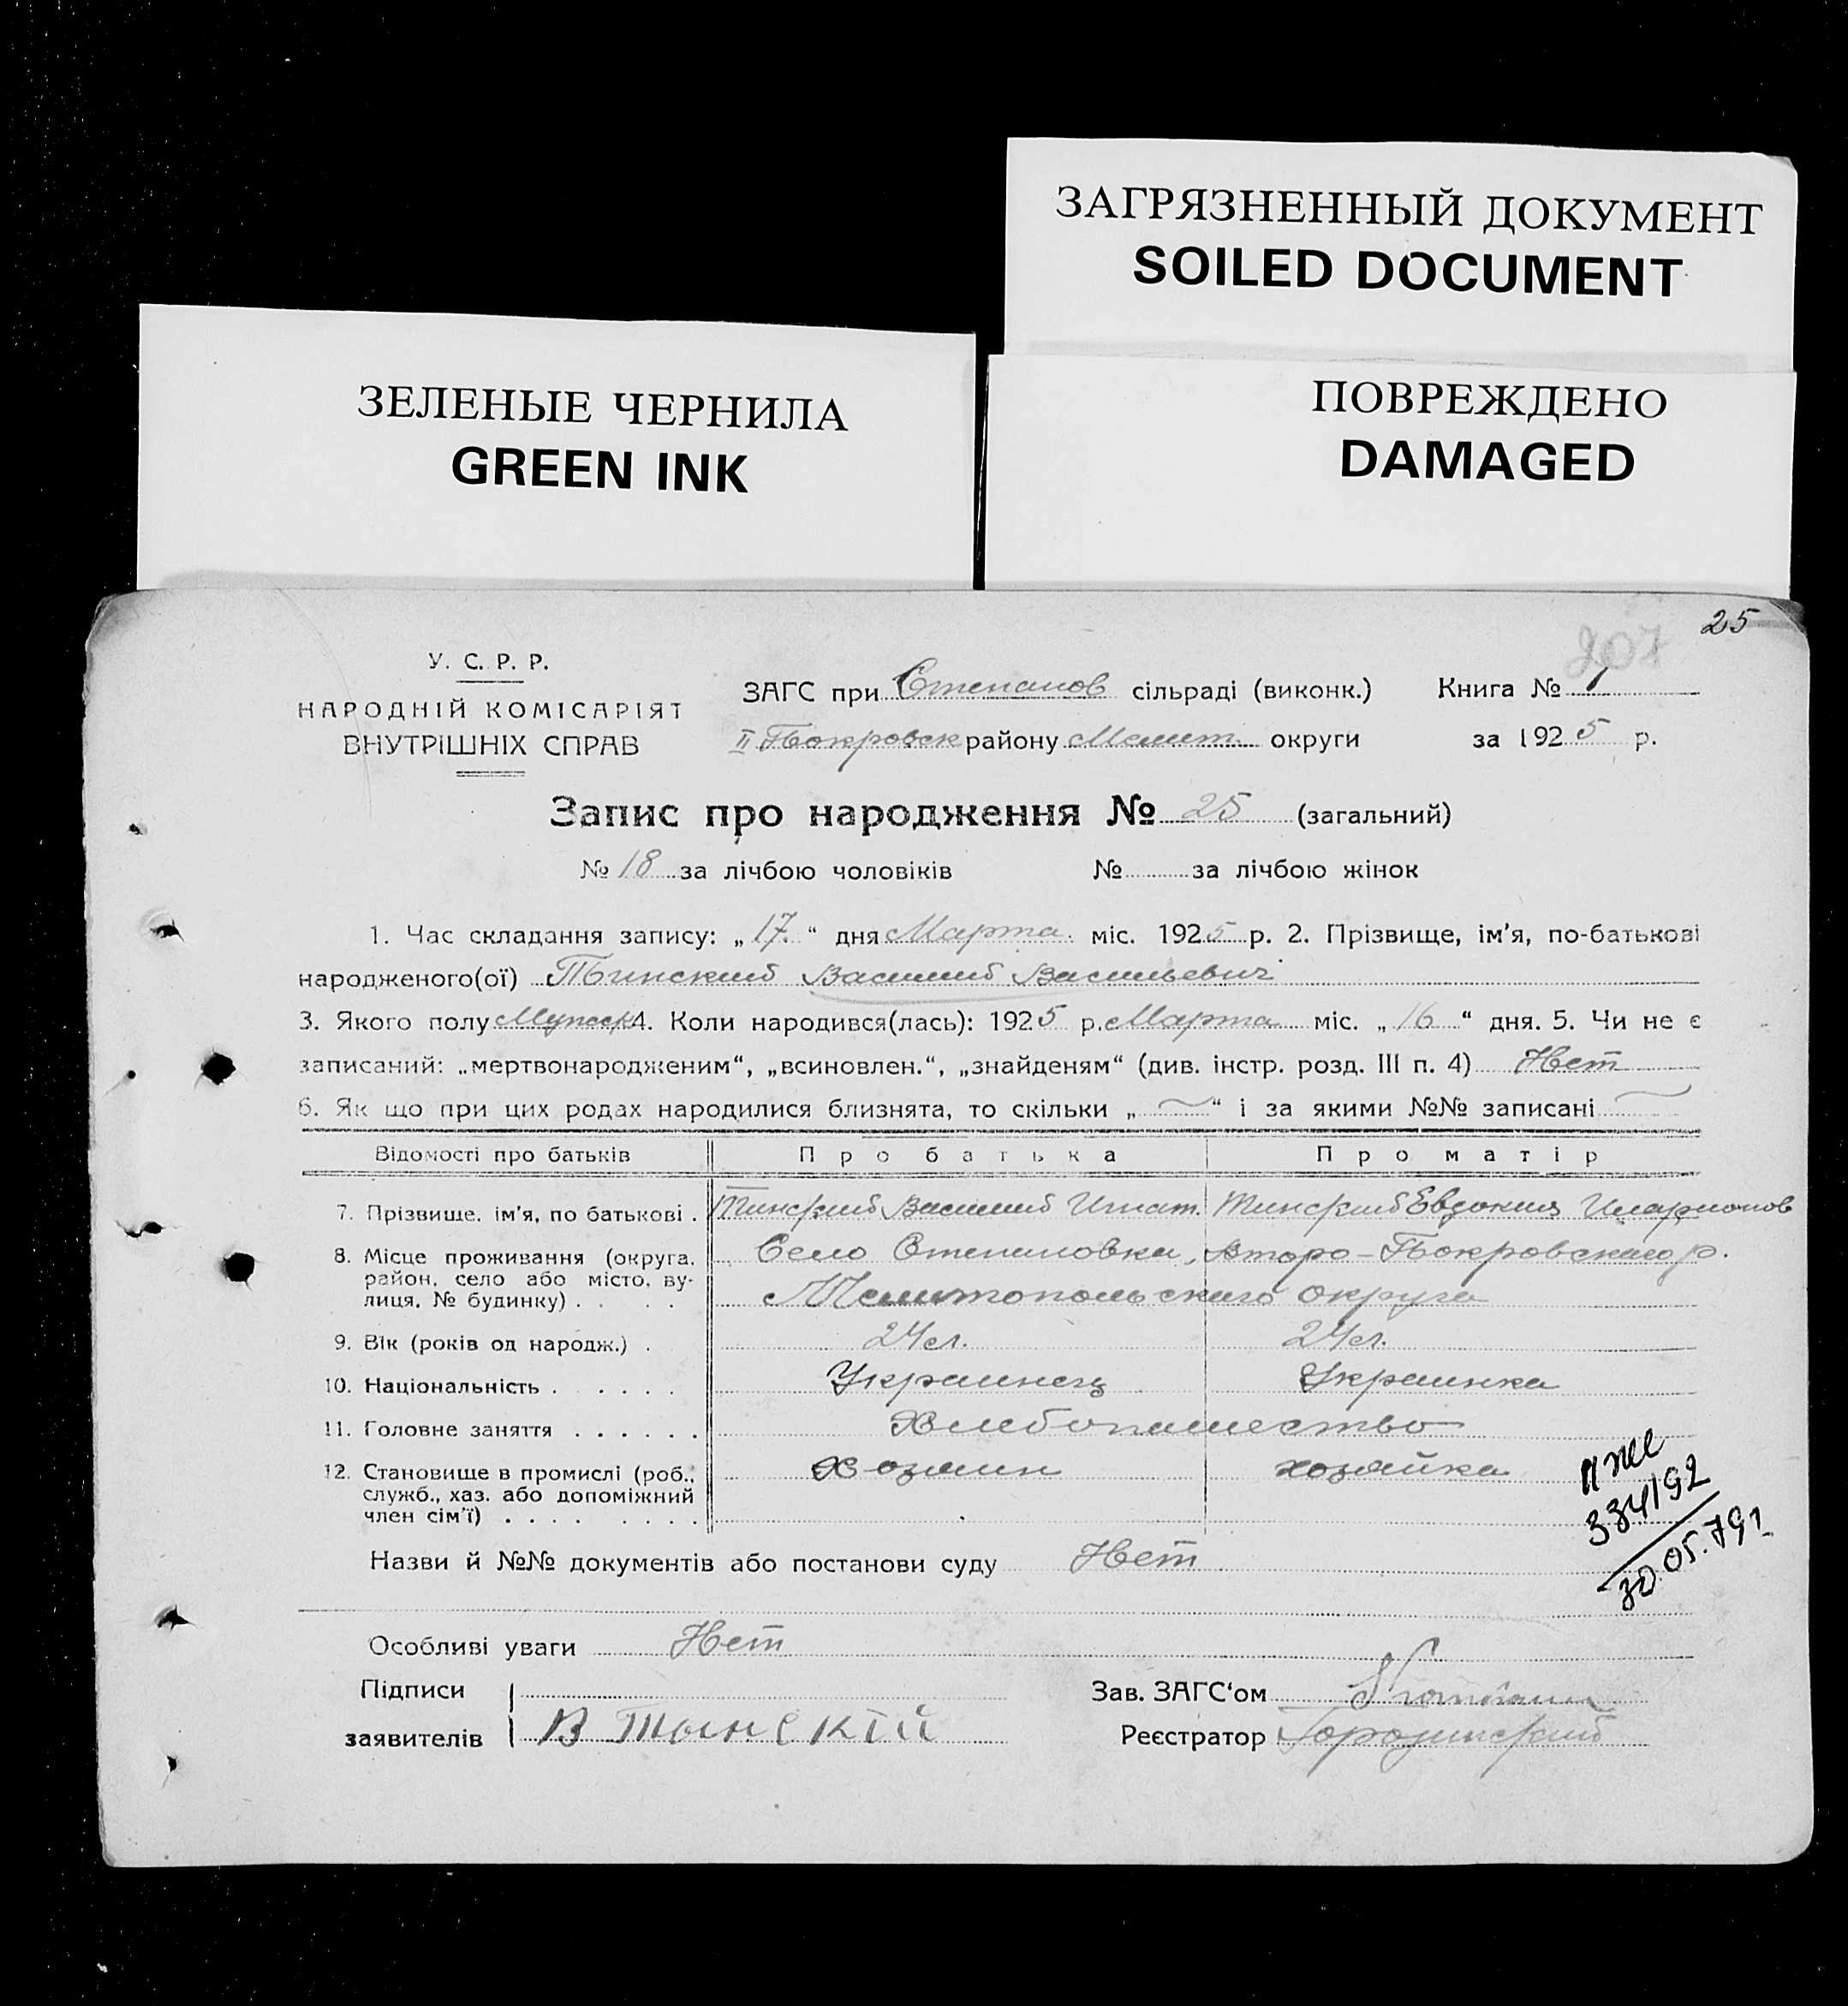 ЗАГРЯЗНЕННЫЙ ДОКУМЕНТ
SOILED DOCUMENT
ЗЕЛЕНЫЕ ЧЕРНИЛА
GREEN INK
ПОВРЕЖДЕНО
DAMAGED
25
207
У. С. Р. Р.
НАРОДНІЙ КОМІСАРІЯТ
ВНУТРІШНІХ СПРАВ
ЗАГС при Степанов сільраді (виконк.) Книга № 1
II Покровск району Мелит. округи за 1925 р.
Запис про народження № 25 (загальний)
№ 18 за лічбою чоловіків № за лічбою жінок
1. Час складання запису: „17.“ дня Марта міс. 1925 р. 2. Прізвище, ім'я, по-батькові
народженого(ої) Тинский Василий Васильевич
3. Якого полу Мужск 4. Коли народився(лась): 1925 р. Марта міс. „16“ дня. 5. Чи не є
записаний: „мертвонародженим“, „всиновлен.“, „знайденям“ (див. інстр. розд. III п. 4) Нет
6. Як що при цих родах народилися близнята, то скільки „ — “ і за якими №№ записані —
Відомості про батьків Про батька Про матір
7. Прізвище, ім'я, по батькові . Тинский Василий Игнат. Тинский Евдокия Иларионов
8. Місце проживання (округа, район, село або місто, вулиця, № будинку) . . . . Село Степановка, Второ-Покровского р.
Мелитопольского округа
9. Вік (років од народж.) . 24 л. 24 л.
10. Національність . . . . . . Украинец Украинка
11. Головне заняття . . . . . . Хлебопашество
12. Становище в промислі (роб., служб., хаз. або допоміжний член сім'ї) . . . . . . . . Хозяин хозяйка
334192
30.05.79г.
Назви й №№ документів або постанови суду Нет
Особливі уваги Нет
Підписи
заявителів В Тынскій
Зав. ЗАГС‘ом
Реєстратор